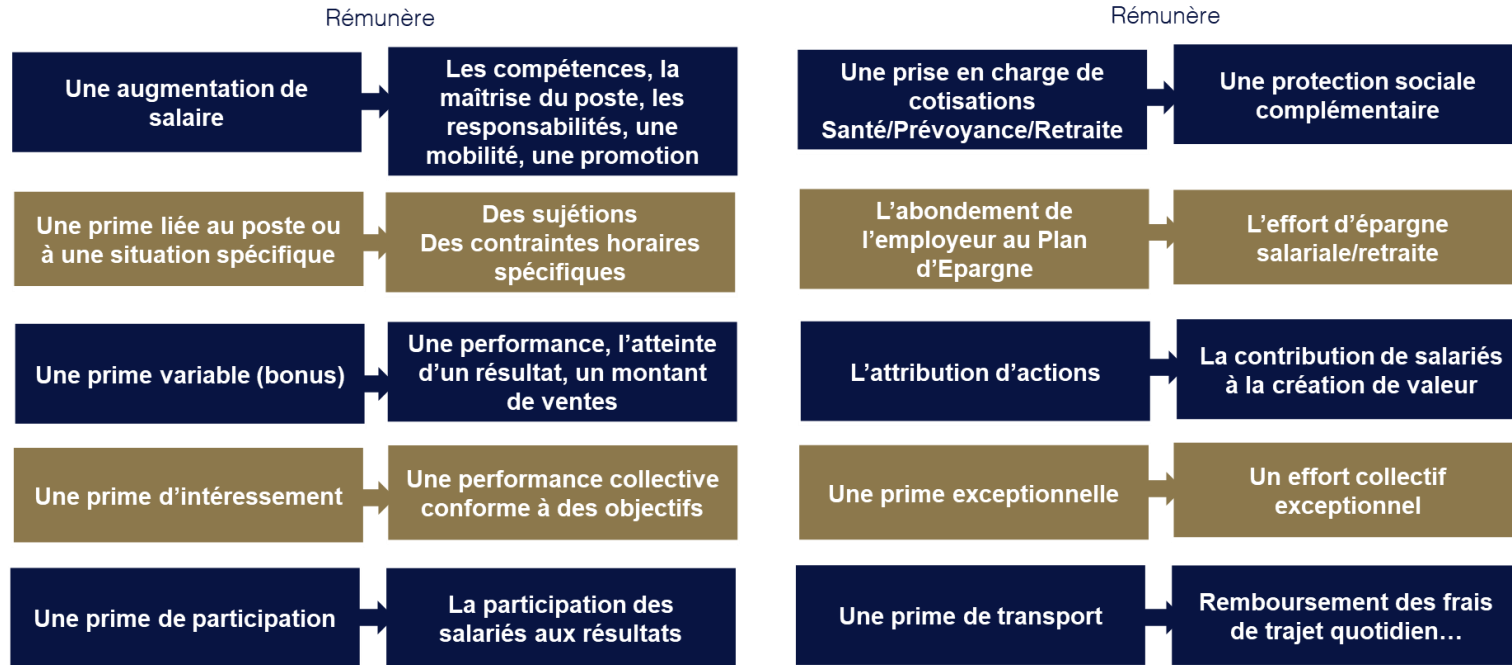 Rémunère
Une augmentation de
salaire
Les compétences, la
maîtrise du poste, les
responsabilités, une
mobilité, une promotion
Une prime liée au poste ou
à une situation spécifique
Des sujétions
Des contraintes horaires
spécifiques
Une prime variable (bonus)
Une performance, l’atteinte
d’un résultat, un montant
de ventes
Une prime d’intéressement
Une performance collective
conforme à des objectifs
Une prime de participation
La participation des
salariés aux résultats
Rémunère
Une prise en charge de
cotisations
Santé/Prévoyance/Retraite
Une protection sociale
complémentaire
L’abondement de
l’employeur au Plan
d’Epargne
L’effort d’épargne
salariale/retraite
L’attribution d’actions
La contribution de salariés
à la création de valeur
Une prime exceptionnelle
Un effort collectif
exceptionnel
Une prime de transport
Remboursement des frais
de trajet quotidien…